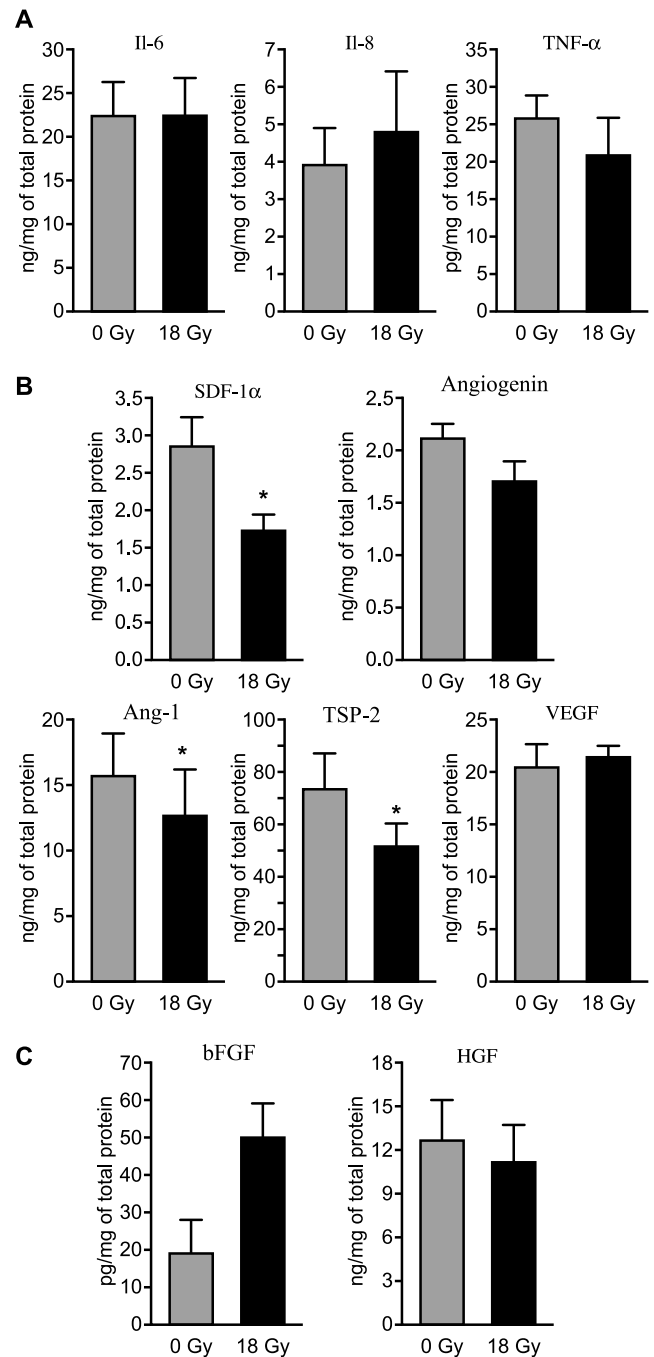 A
Il-6
Il-8
TNF-α
ng/mg of total protein
30
25
20
15
10
5
0
0 Gy
18 Gy
ng/mg of total protein
7
6
5
4
3
2
1
0
0 Gy
18 Gy
pg/mg of total protein
35
30
25
20
25
10
5
0
0 Gy
18 Gy
B
SDF-1α
Angiogenin
ng/mg of total protein
3.5
3.0
2.5
2.0
1.5
1.0
0.5
0.0
*
0 Gy
18 Gy
ng/mg of total protein
2.5
2.0
1.5
1.0
0.5
0.0
0 Gy
18 Gy
Ang-1
TSP-2
VEGF
ng/mg of total protein
20
15
10
5
0
*
0 Gy
18 Gy
ng/mg of total protein
100
80
60
40
20
0
*
0 Gy
18 Gy
ng/mg of total protein
25
20
15
10
5
0
0 Gy
18 Gy
C
bFGF
HGF
pg/mg of total protein
70
60
50
40
30
20
10
0
0 Gy
18 Gy
ng/mg of total protein
18
15
12
9
6
3
0
0 Gy
18 Gy